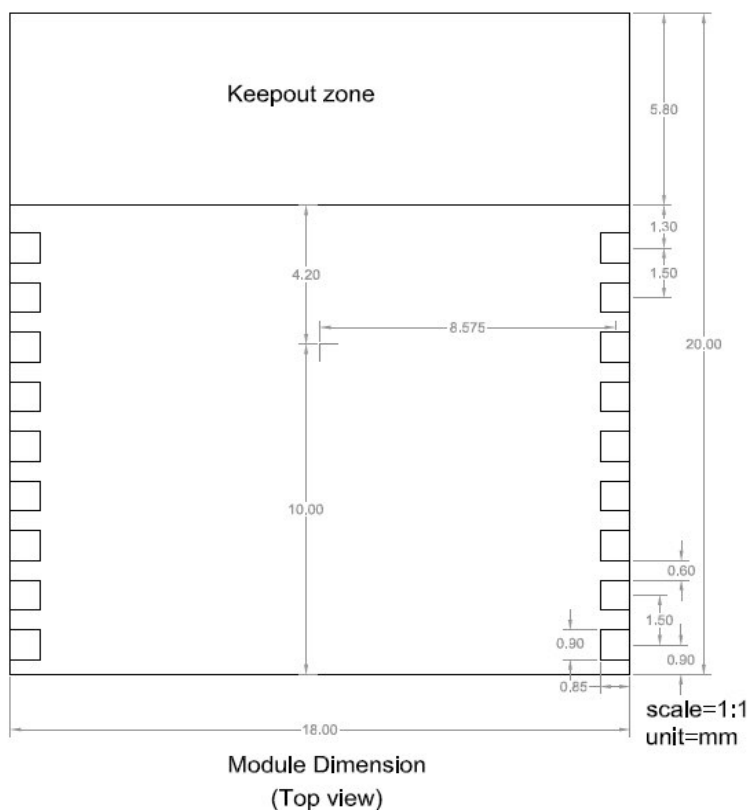 Keepout zone
5.80
1.30
4.20
1.50
8.575
20.00
10.00
0.60
1.50
0.90
0.90
0.85
scale=1:1
18.00
unit=mm
Module Dimension
(Top view)